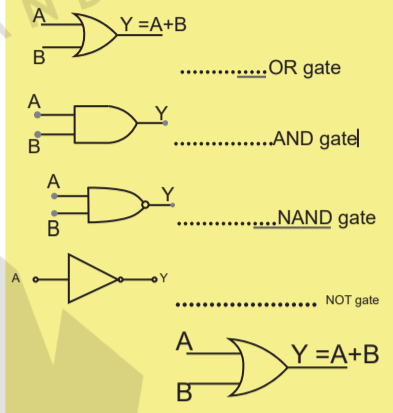 A
Y =A+B
B
...............OR gate
A
Y
B
.................AND gate
A
Y
B
.................NAND gate
A Y
.................... NOT gate
A
Y =A+B
B